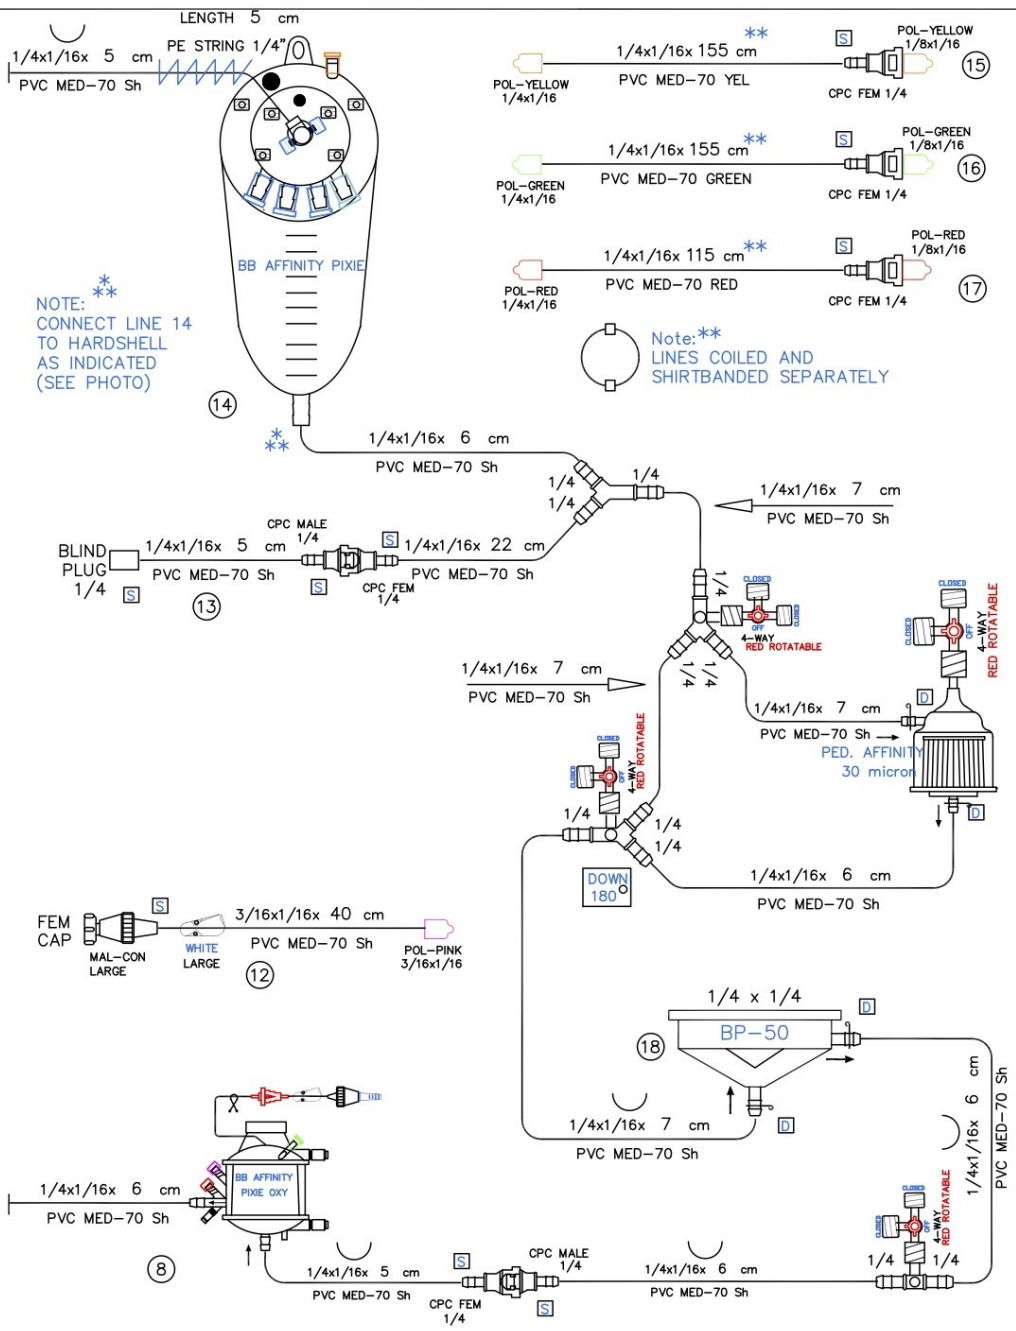 LENGTH 5 cm
PE STRING 1/4"
1/4x1/16x 5 cm
PVC MED-70 Sh
BB AFFINITY PIXIE
**
*
NOTE:
CONNECT LINE 14
TO HARDSHELL
AS INDICATED
(SEE PHOTO)
14
*
**
POL-YELLOW
1/4x1/16
1/4x1/16x 155 cm**
PVC MED-70 YEL
S
CPC FEM 1/4
POL-YELLOW
1/8x1/16
15
POL-GREEN
1/4x1/16
1/4x1/16x 155 cm**
PVC MED-70 GREEN
S
CPC FEM 1/4
POL-GREEN
1/8x1/16
16
POL-RED
1/4x1/16
1/4x1/16x 115 cm**
PVC MED-70 RED
S
CPC FEM 1/4
POL-RED
1/8x1/16
17
Note:**
LINES COILED AND
SHIRTBANDED SEPARATELY
1/4x1/16x 6 cm
PVC MED-70 Sh
1/4
1/4
1/4
1/4x1/16x 7 cm
PVC MED-70 Sh
BLIND
PLUG
1/4
S
1/4x1/16x 5 cm
PVC MED-70 Sh
13
CPC MALE
1/4
S
S
CPC FEM
1/4
1/4x1/16x 22 cm
PVC MED-70 Sh
1/4
1/4
1/4
CLOSED
CLOSED
OFF
4-WAY
RED ROTATABLE
1/4x1/16x 7 cm
PVC MED-70 Sh
1/4x1/16x 7 cm
PVC MED-70 Sh
CLOSED
CLOSED
OFF
4-WAY
RED ROTATABLE
D
PED. AFFINITY
30 micron
D
CLOSED
CLOSED
OFF
4-WAY
RED ROTATABLE
1/4
1/4
1/4
DOWN
180°
1/4x1/16x 6 cm
PVC MED-70 Sh
FEM
CAP
S
MAL-CON
LARGE
WHITE
LARGE
3/16x1/16x 40 cm
PVC MED-70 Sh
POL-PINK
3/16x1/16
12
1/4 x 1/4
BP-50
18
D
D
1/4x1/16x 7 cm
PVC MED-70 Sh
1/4x1/16x 6 cm
PVC MED-70 Sh
BB AFFINITY
PIXIE OXY
1/4x1/16x 6 cm
PVC MED-70 Sh
8
1/4x1/16x 5 cm
PVC MED-70 Sh
S
CPC FEM
1/4
CPC MALE
1/4
S
1/4x1/16x 6 cm
PVC MED-70 Sh
CLOSED
CLOSED
OFF
4-WAY
RED ROTATABLE
1/4
1/4